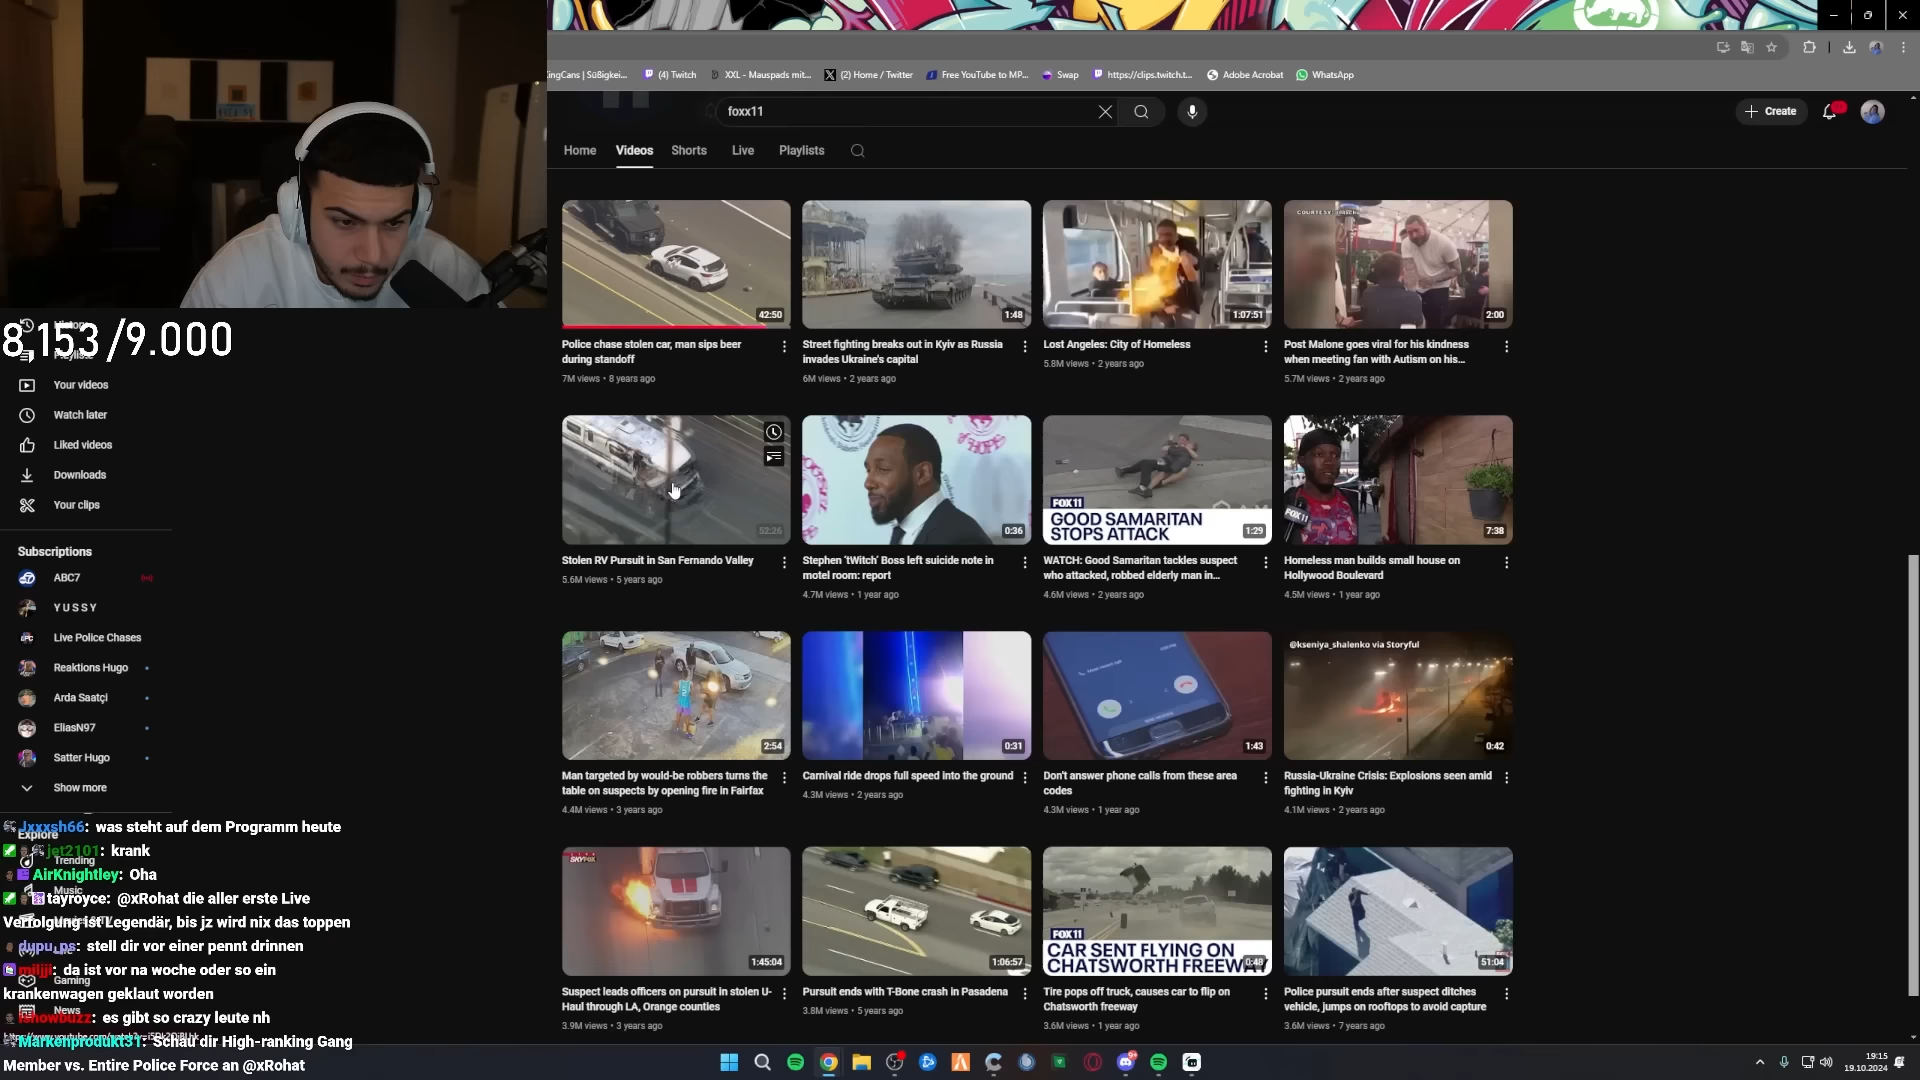 ingCans | Süßigkei...
(4) Twitch
XXL - Mauspads mit...
(2) Home / Twitter
Free YouTube to MP...
Swap
https://clips.twitch.t...
Adobe Acrobat
WhatsApp
foxx11
Create
Home
Videos
Shorts
Live
Playlists
8,153 /9.000
Your videos
Watch later
Liked videos
Downloads
Your clips
Subscriptions
ABC7
Y U S S Y
Live Police Chases
Reaktions Hugo
Arda Saatçi
EliasN97
Satter Hugo
Show more
Explore
Trending
Music
Gaming
News
42:50
Police chase stolen car, man sips beer
during standoff
7M views • 8 years ago
1:48
Street fighting breaks out in Kyiv as Russia
invades Ukraine's capital
6M views • 2 years ago
1:07:51
Lost Angeles: City of Homeless
5.8M views • 2 years ago
2:00
Post Malone goes viral for his kindness
when meeting fan with Autism on his...
5.7M views • 2 years ago
52:26
Stolen RV Pursuit in San Fernando Valley
5.6M views • 5 years ago
0:36
Stephen ‘tWitch’ Boss left suicide note in
motel room: report
4.7M views • 1 year ago
FOX11
GOOD SAMARITAN
STOPS ATTACK
1:29
WATCH: Good Samaritan tackles suspect
who attacked, robbed elderly man in...
4.6M views • 2 years ago
FOX11
7:38
Homeless man builds small house on
Hollywood Boulevard
4.5M views • 1 year ago
2:54
Man targeted by would-be robbers turns the
table on suspects by opening fire in Fairfax
4.4M views • 3 years ago
0:31
Carnival ride drops full speed into the ground
4.3M views • 2 years ago
1:43
Don't answer phone calls from these area
codes
4.3M views • 1 year ago
@kseniya_shalenko via Storyful
0:42
Russia-Ukraine Crisis: Explosions seen amid
fighting in Kyiv
4.1M views • 2 years ago
SKYFOX
1:45:04
Suspect leads officers on pursuit in stolen U-
Haul through LA, Orange counties
3.9M views • 3 years ago
1:06:57
Pursuit ends with T-Bone crash in Pasadena
3.8M views • 5 years ago
FOX11
CAR SENT FLYING ON
CHATSWORTH FREEWAY
0:48
Tire pops off truck, causes car to flip on
Chatsworth freeway
3.6M views • 1 year ago
51:04
Police pursuit ends after suspect ditches
vehicle, jumps on rooftops to avoid capture
3.6M views • 7 years ago
Jxxxsh66: was steht auf dem Programm heute
jet2101: krank
AirKnightley: Oha
tayroyce: @xRohat die aller erste Live
Verfolgung ist Legendär, bis jz wird nix das toppen
dupu_ps: stell dir vor einer pennt drinnen
miljji: da ist vor na woche oder so ein
krankenwagen geklaut worden
ishowbuzz: es gibt so crazy leute nh
Markenprodukt31: Schau dir High-ranking Gang
Member vs. Entire Police Force an @xRohat
19:15
19.10.2024